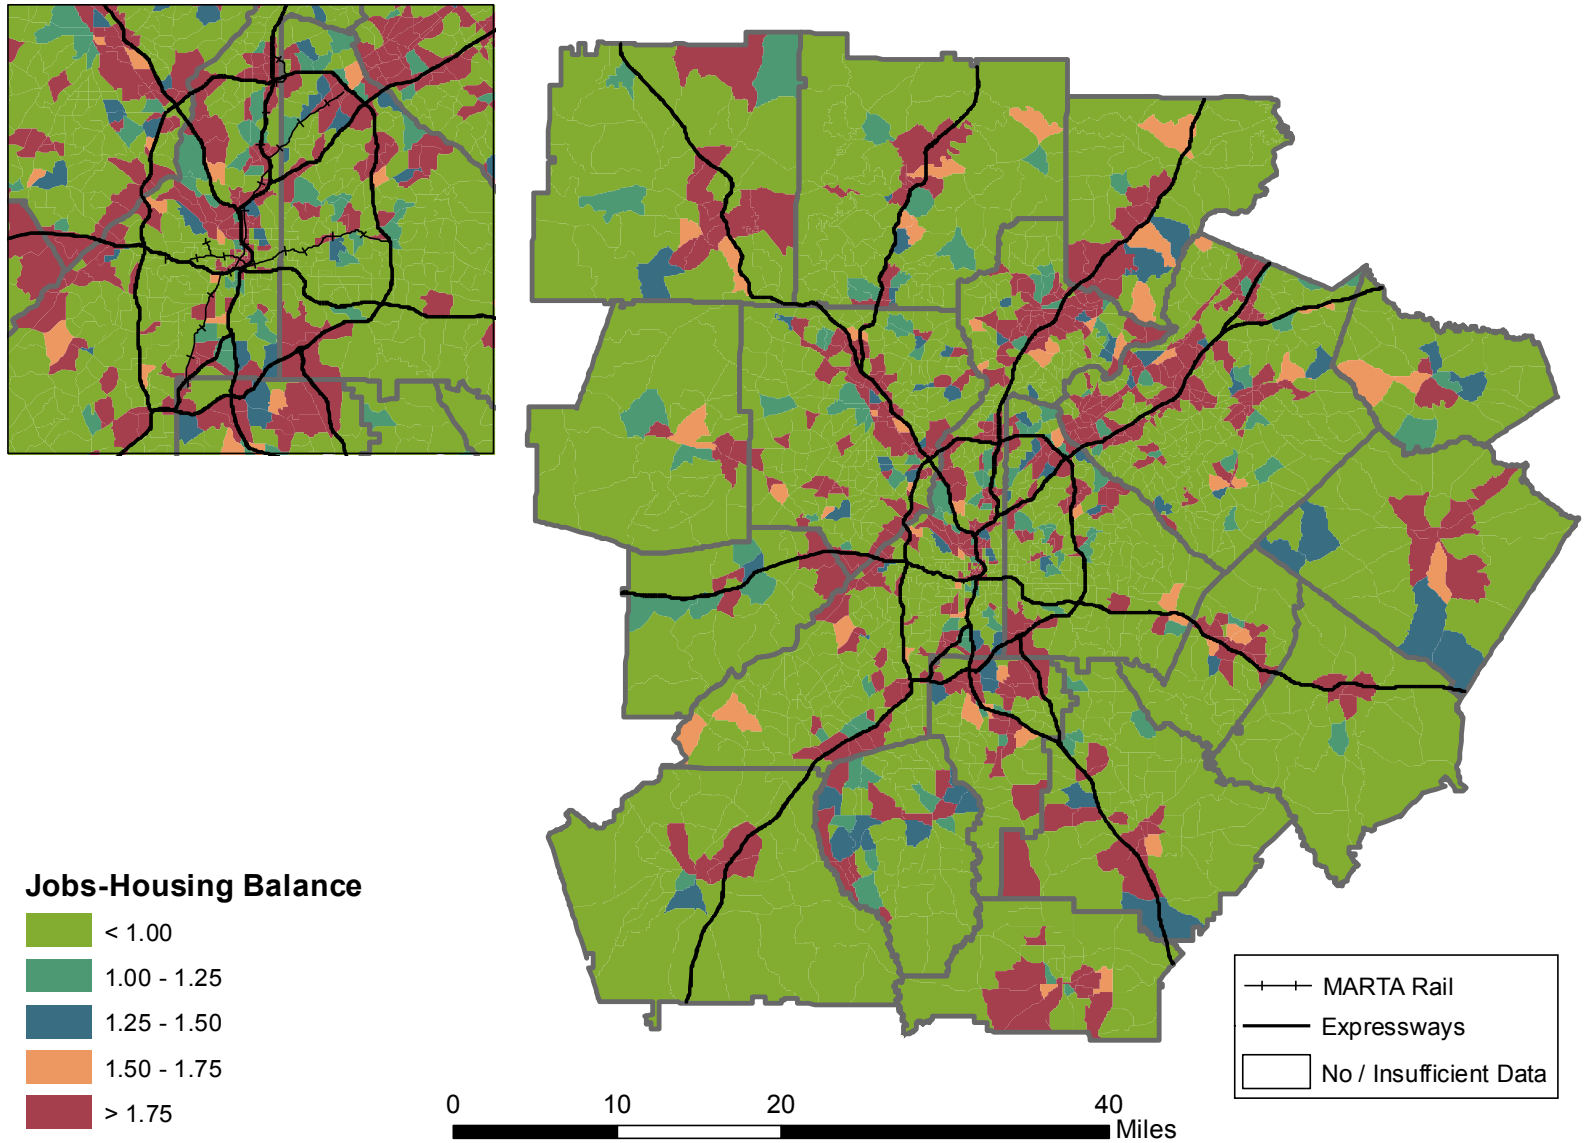 Jobs-Housing Balance
< 1.00
1.00 - 1.25
1.25 - 1.50
1.50 - 1.75
> 1.75
0 10 20 40
Miles
MARTA Rail
Expressways
No / Insufficient Data